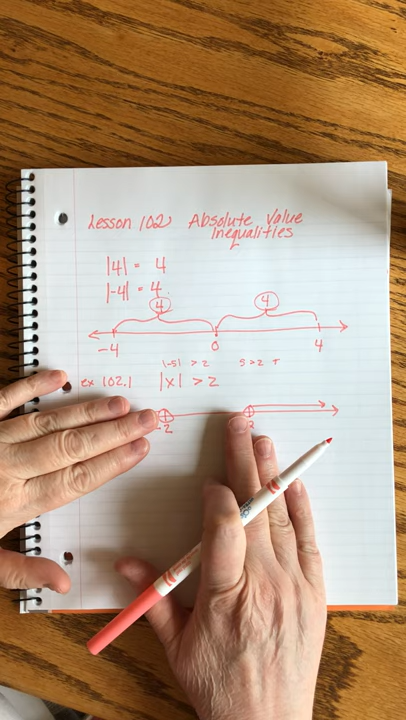 Lesson 102 Absolute Value
Inequalities
|4| = 4
|-4| = 4
4 4
-4 0 4
|-5| > 2 5>2 T
ex 102.1 |x| > 2
-2